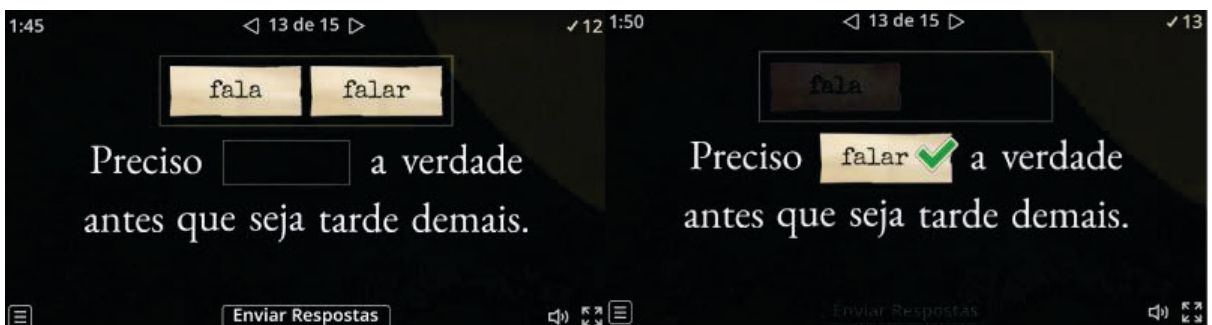 1:45 ◁ 13 de 15 ▷ ✓12
fala falar
Preciso a verdade
antes que seja tarde demais.
Enviar Respostas
1:50 ◁ 13 de 15 ▷ ✓13
fala
Preciso falar ✓ a verdade
antes que seja tarde demais.
Enviar Respostas